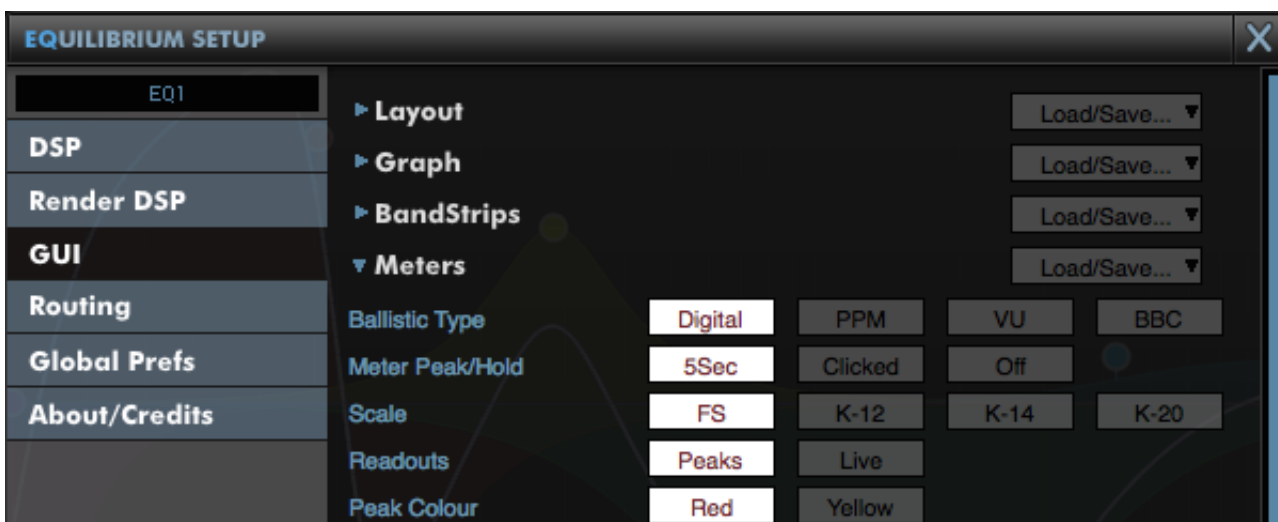 EQUILIBRIUM SETUP X
EQ1
DSP
Render DSP
GUI
Routing
Global Prefs
About/Credits
Layout Load/Save...
Graph Load/Save...
BandStrips Load/Save...
Meters Load/Save...
Ballistic Type Digital PPM VU BBC
Meter Peak/Hold 5Sec Clicked Off
Scale FS K-12 K-14 K-20
Readouts Peaks Live
Peak Colour Red Yellow